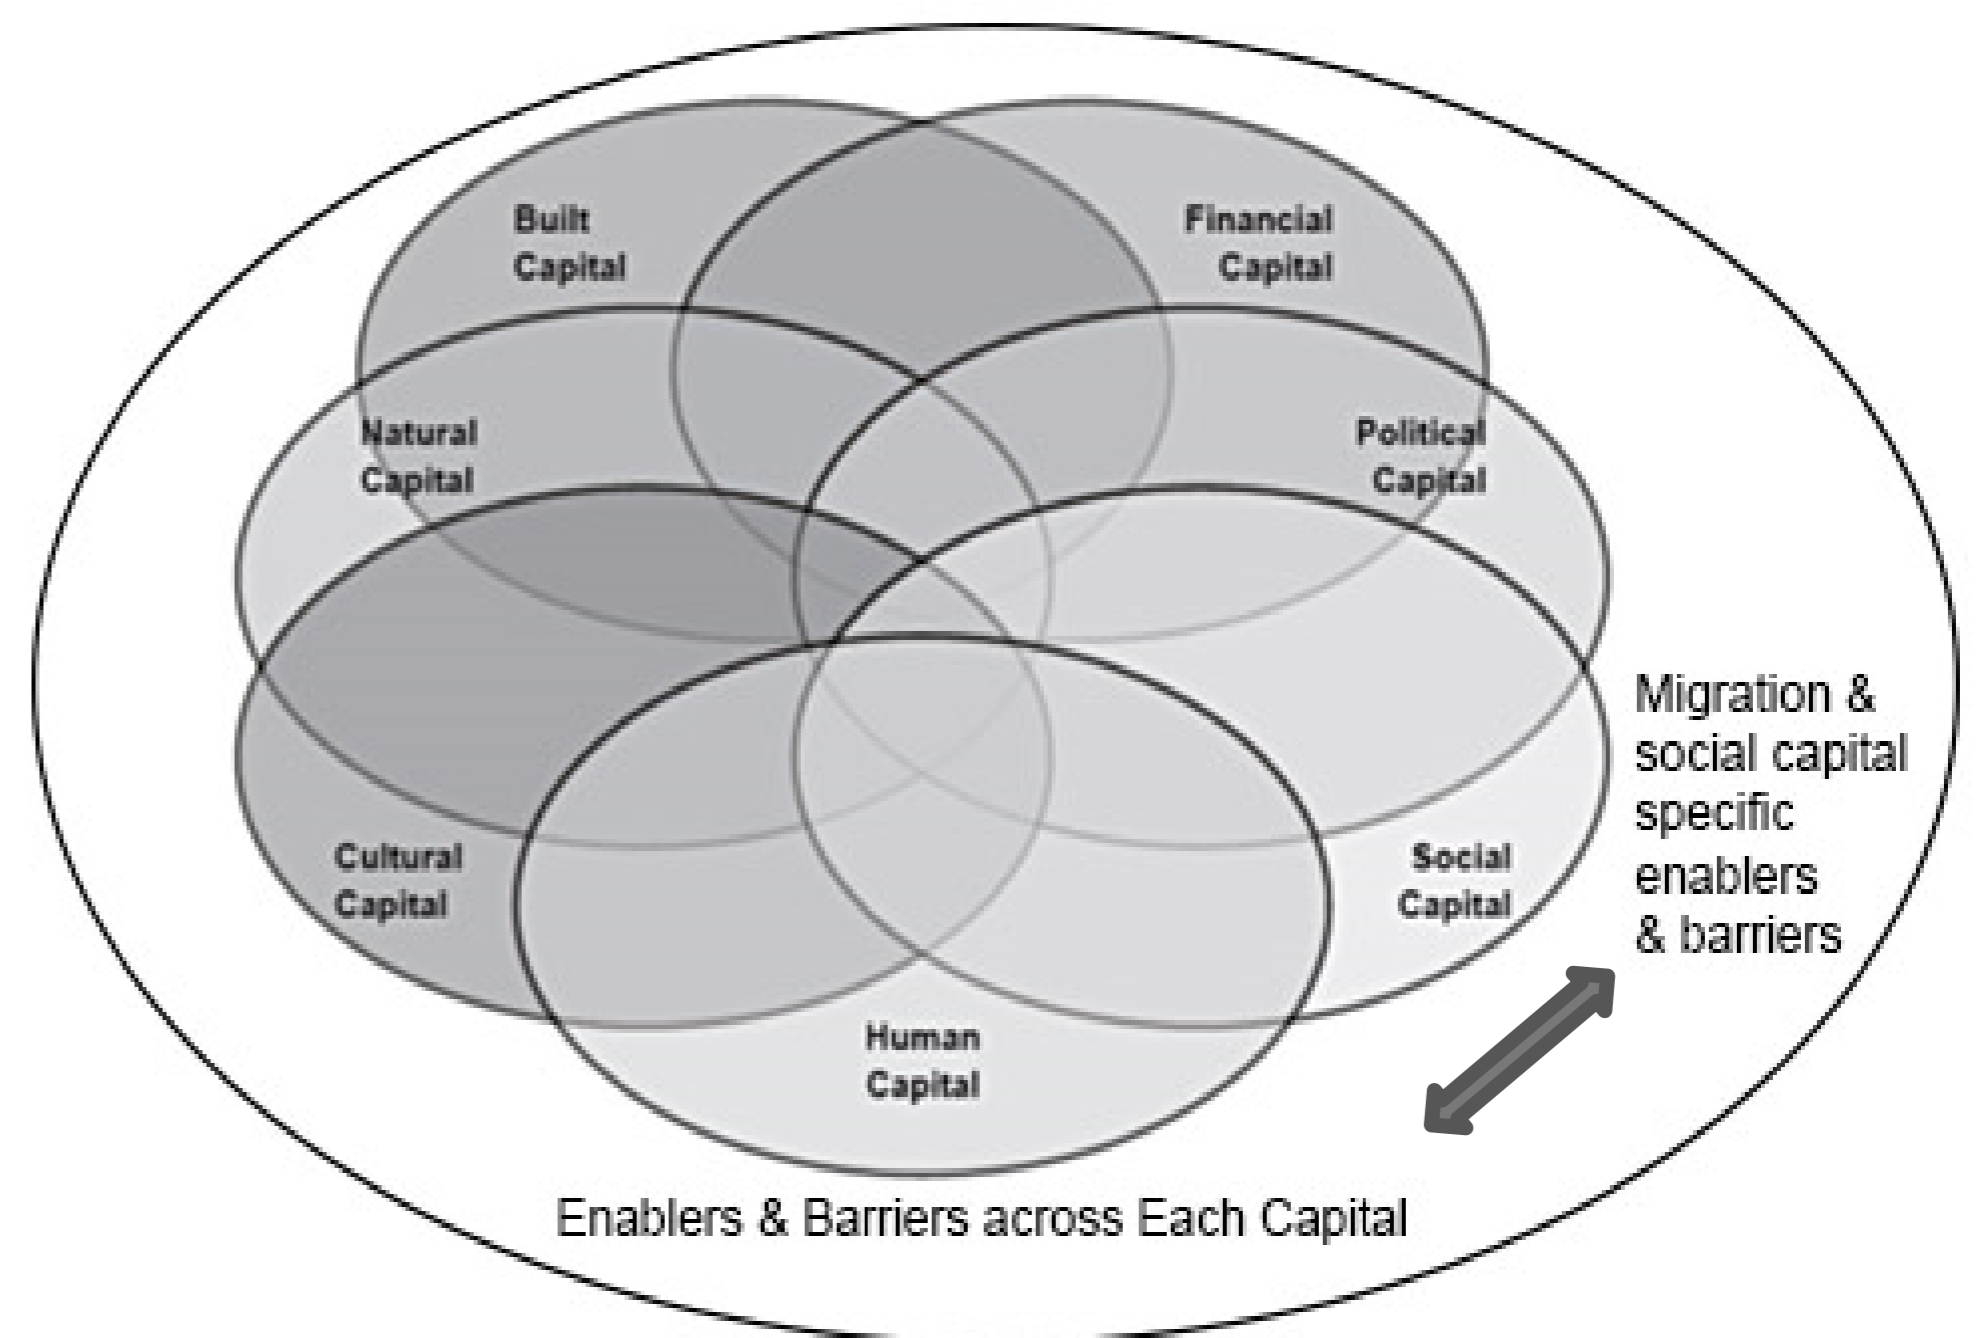 Built
Capital
Financial
Capital
Natural
Capital
Political
Capital
Migration &
social capital
specific
enablers
& barriers
Cultural
Capital
Social
Capital
Human
Capital
Enablers & Barriers across Each Capital